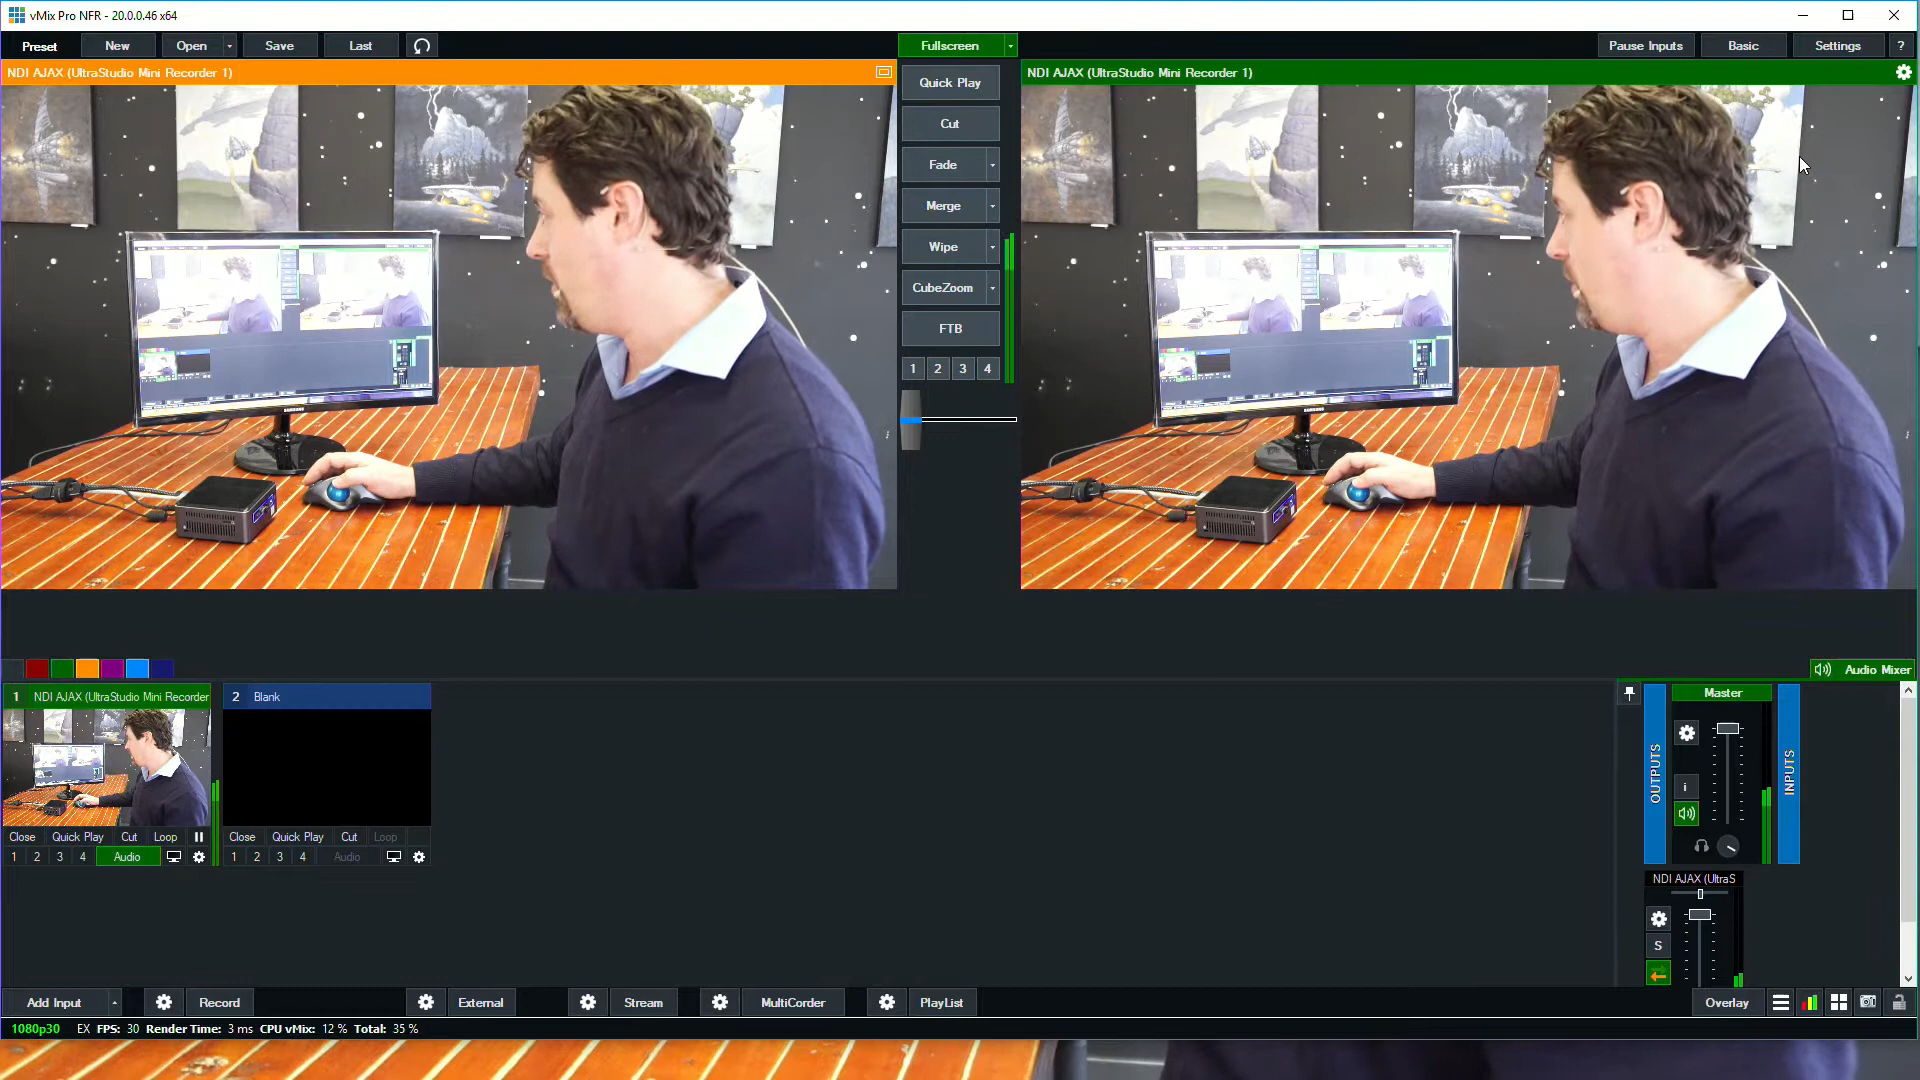 vMix Pro NFR - 20.0.0.46 x64
Preset New Open Save Last Fullscreen Pause Inputs Basic Settings ?
NDI AJAX (UltraStudio Mini Recorder 1)
NDI AJAX (UltraStudio Mini Recorder 1)
Quick Play
Cut
Fade
Merge
Wipe
CubeZoom
FTB
1 2 3 4
SAMSUNG
SAMSUNG
Audio Mixer
1 NDI AJAX (UltraStudio Mini Recorder
2 Blank
Close Quick Play Cut Loop
1 2 3 4 Audio
Close Quick Play Cut Loop
1 2 3 4 Audio
OUTPUTS
Master
i
INPUTS
NDI AJAX (UltraS
S
Add Input Record External Stream MultiCorder PlayList Overlay
1080p30 EX FPS: 30 Render Time: 3 ms CPU vMix: 12 % Total: 35 %